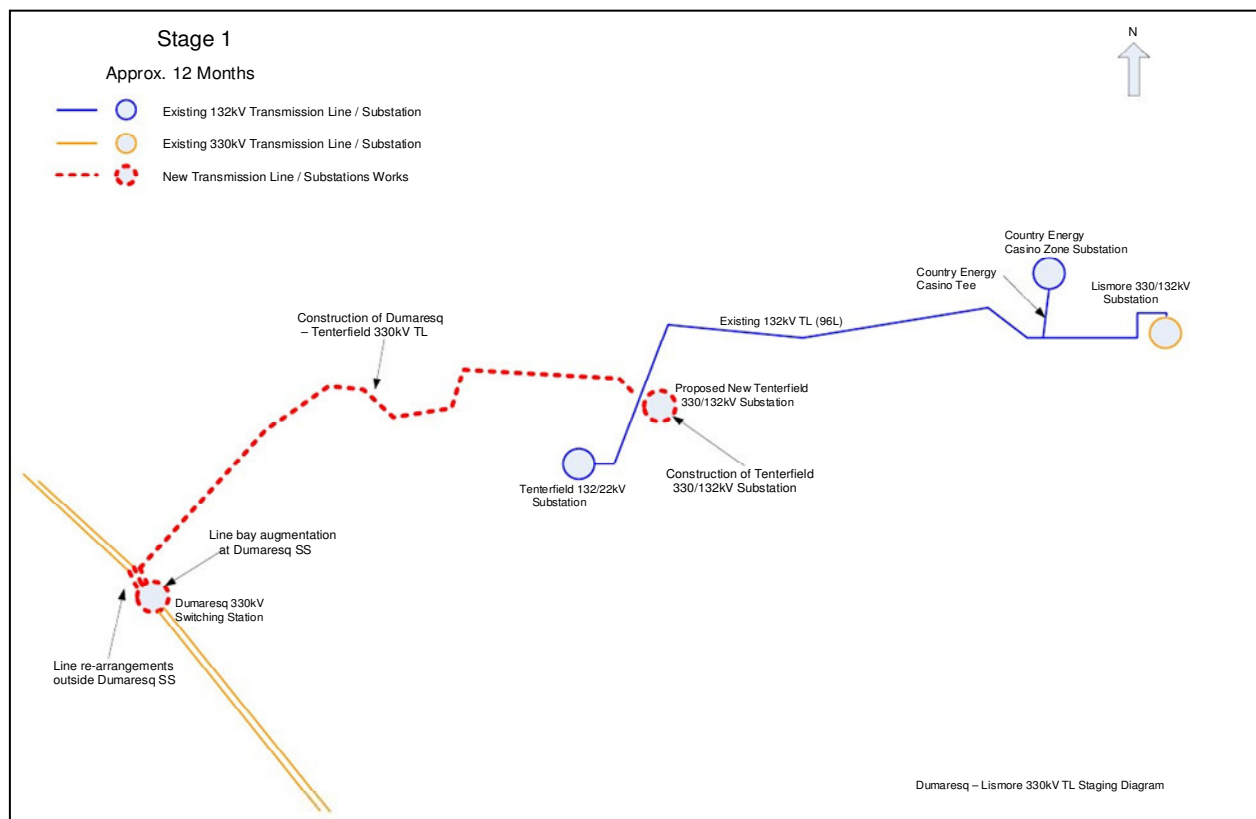 Stage 1
Approx. 12 Months
N
Existing 132kV Transmission Line / Substation
Existing 330kV Transmission Line / Substation
New Transmission Line / Substations Works
Country Energy
Casino Zone Substation
Country Energy
Casino Tee
Lismore 330/132kV
Substation
Construction of Dumaresq
– Tenterfield 330kV TL
Existing 132kV TL (96L)
Proposed New Tenterfield
330/132kV Substation
Construction of Tenterfield
330/132kV Substation
Tenterfield 132/22kV
Substation
Line bay augmentation
at Dumaresq SS
Dumaresq 330kV
Switching Station
Line re-arrangements
outside Dumaresq SS
Dumaresq – Lismore 330kV TL Staging Diagram